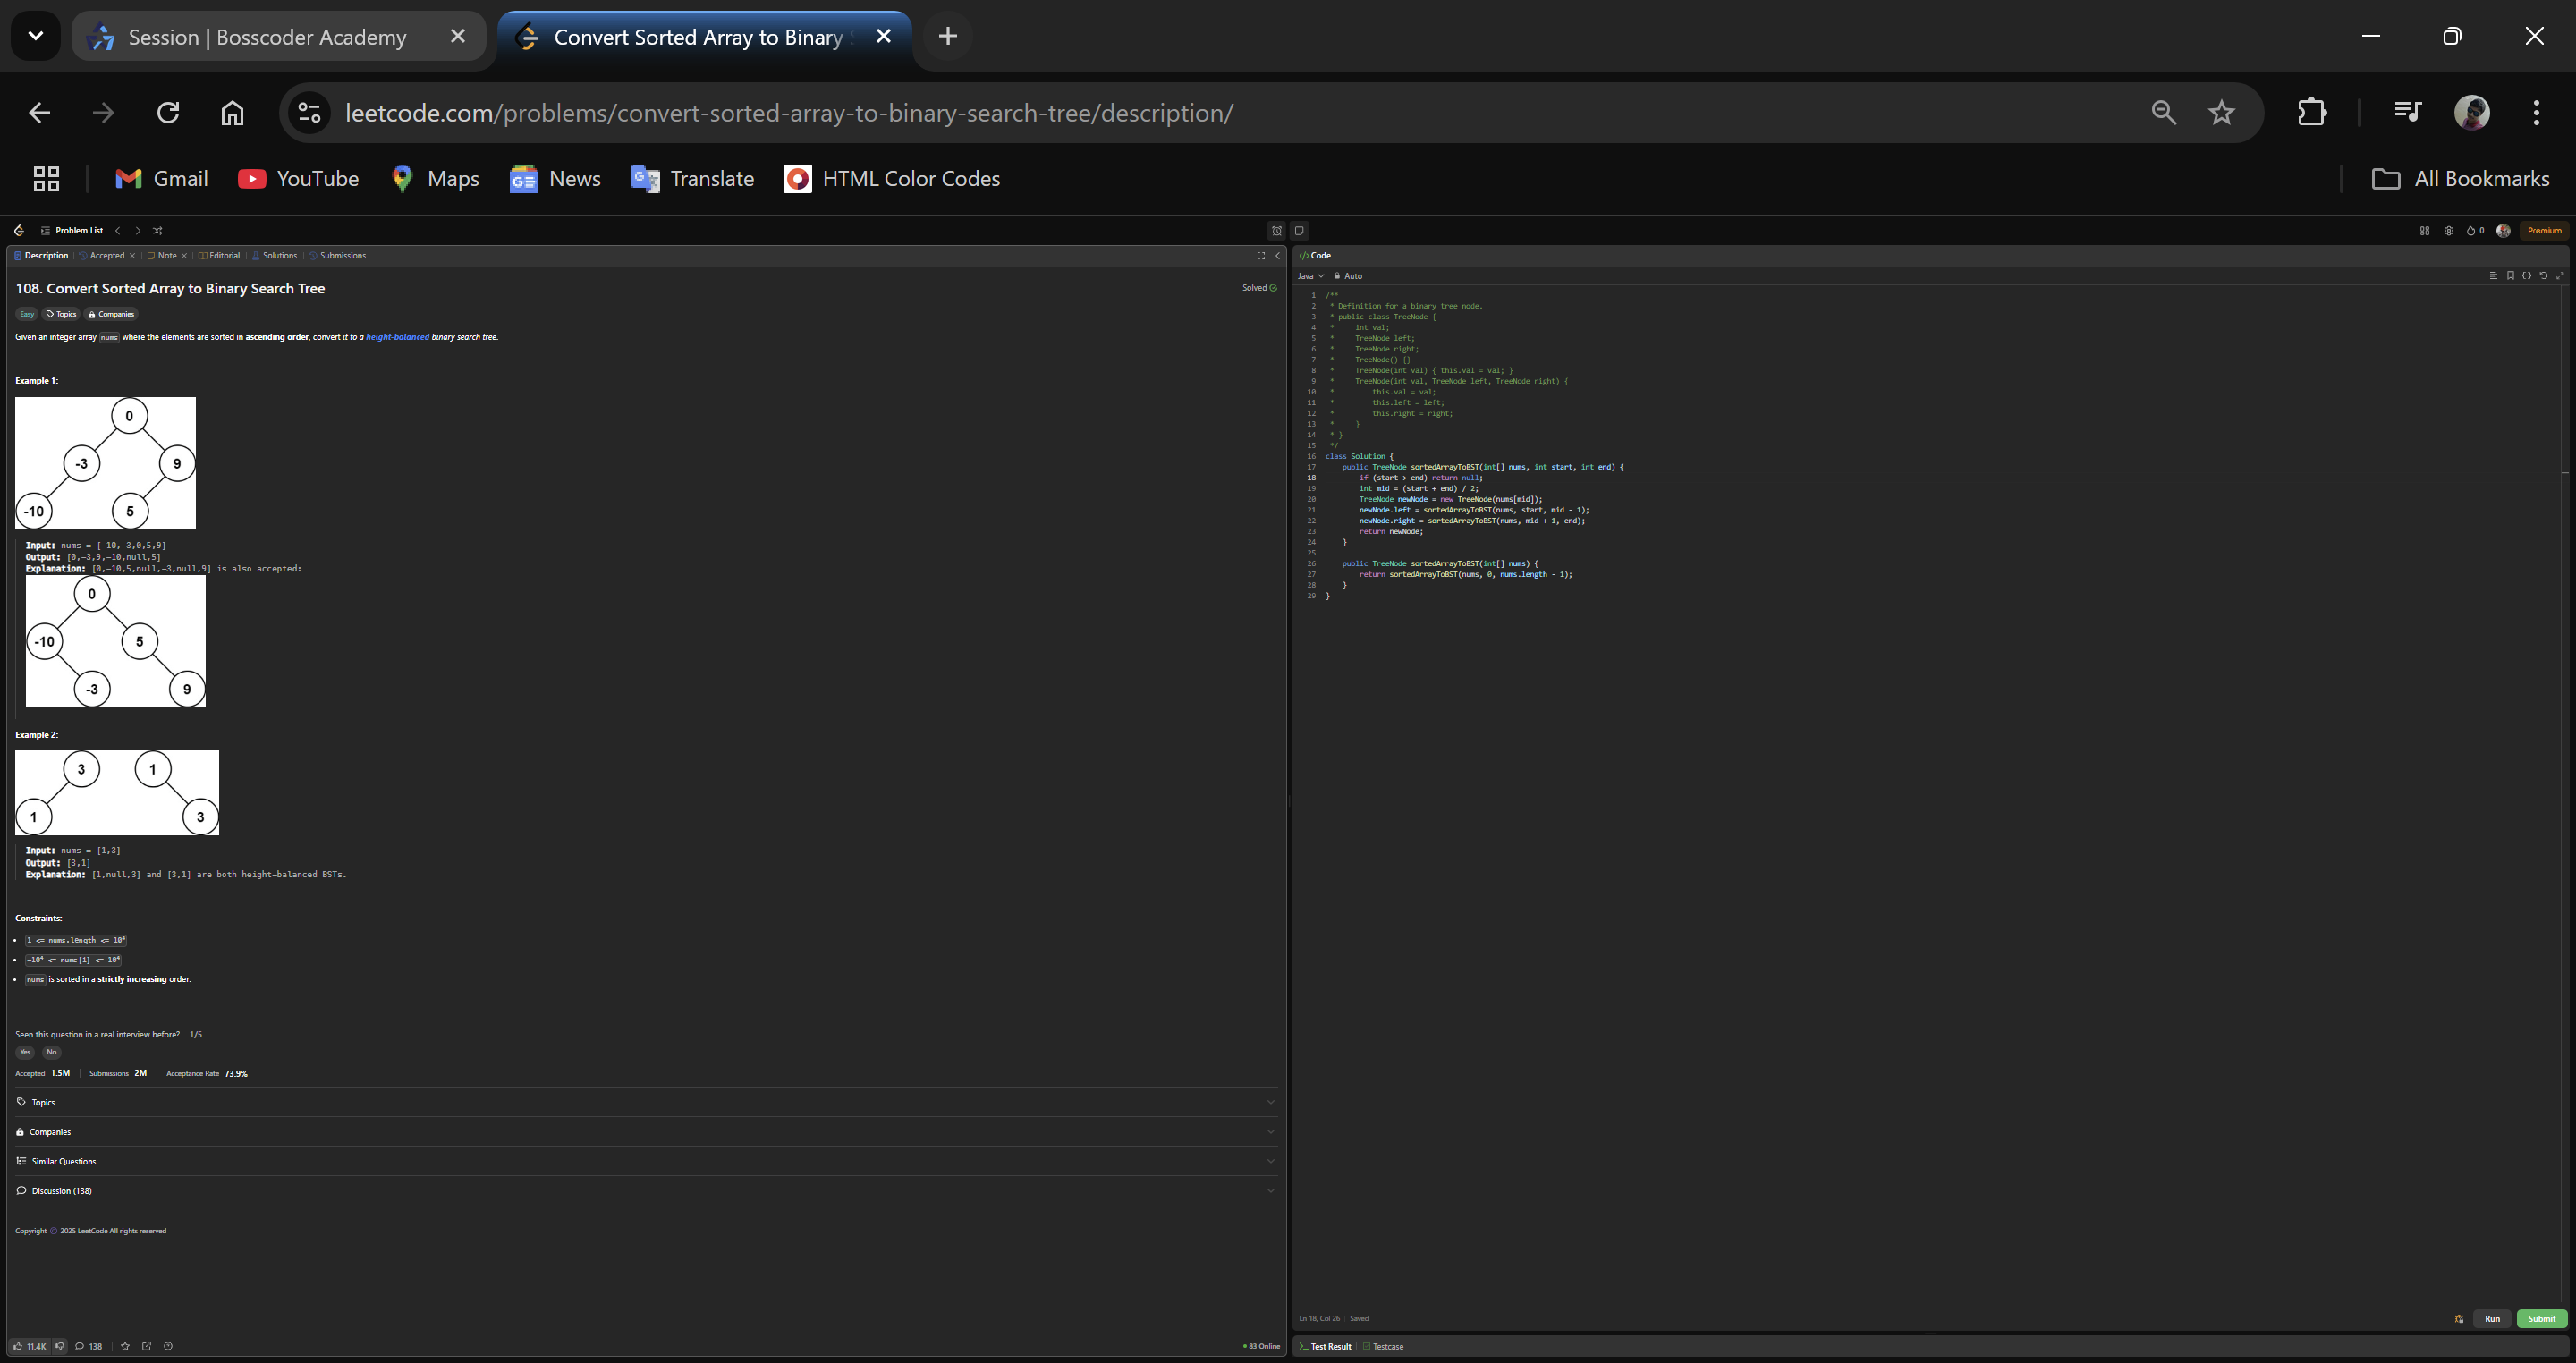 Session | Bosscoder Academy
Convert Sorted Array to Binary
leetcode.com/problems/convert-sorted-array-to-binary-search-tree/description/
Gmail YouTube Maps News Translate HTML Color Codes All Bookmarks
Problem List 0 Premium
Description Accepted Note Editorial Solutions Submissions
108. Convert Sorted Array to Binary Search Tree Solved
Easy Topics Companies
Given an integer array nums where the elements are sorted in ascending order, convert it to a height-balanced binary search tree.
Example 1:
0
-3 9
-10 5
Input: nums = [-10,-3,0,5,9]
Output: [0,-3,9,-10,null,5]
Explanation: [0,-10,5,null,-3,null,9] is also accepted:
0
-10 5
-3 9
Example 2:
3 1
1 3
Input: nums = [1,3]
Output: [3,1]
Explanation: [1,null,3] and [3,1] are both height-balanced BSTs.
Constraints:
• 1 <= nums.length <= 10⁴
• -10⁴ <= nums[i] <= 10⁴
• nums is sorted in a strictly increasing order.
Seen this question in a real interview before? 1/5
Yes No
Accepted 1.5M Submissions 2M Acceptance Rate 73.9%
Topics
Companies
Similar Questions
Discussion (138)
Copyright © 2025 LeetCode All rights reserved
11.4K 138 83 Online
</> Code
Java Auto
1 /**
2 * Definition for a binary tree node.
3 * public class TreeNode {
4 * int val;
5 * TreeNode left;
6 * TreeNode right;
7 * TreeNode() {}
8 * TreeNode(int val) { this.val = val; }
9 * TreeNode(int val, TreeNode left, TreeNode right) {
10 * this.val = val;
11 * this.left = left;
12 * this.right = right;
13 * }
14 * }
15 */
16 class Solution {
17 public TreeNode sortedArrayToBST(int[] nums, int start, int end) {
18 if (start > end) return null;
19 int mid = (start + end) / 2;
20 TreeNode newNode = new TreeNode(nums[mid]);
21 newNode.left = sortedArrayToBST(nums, start, mid - 1);
22 newNode.right = sortedArrayToBST(nums, mid + 1, end);
23 return newNode;
24 }
25
26 public TreeNode sortedArrayToBST(int[] nums) {
27 return sortedArrayToBST(nums, 0, nums.length - 1);
28 }
29 }
Ln 18, Col 26 Saved
Run Submit
Test Result Testcase